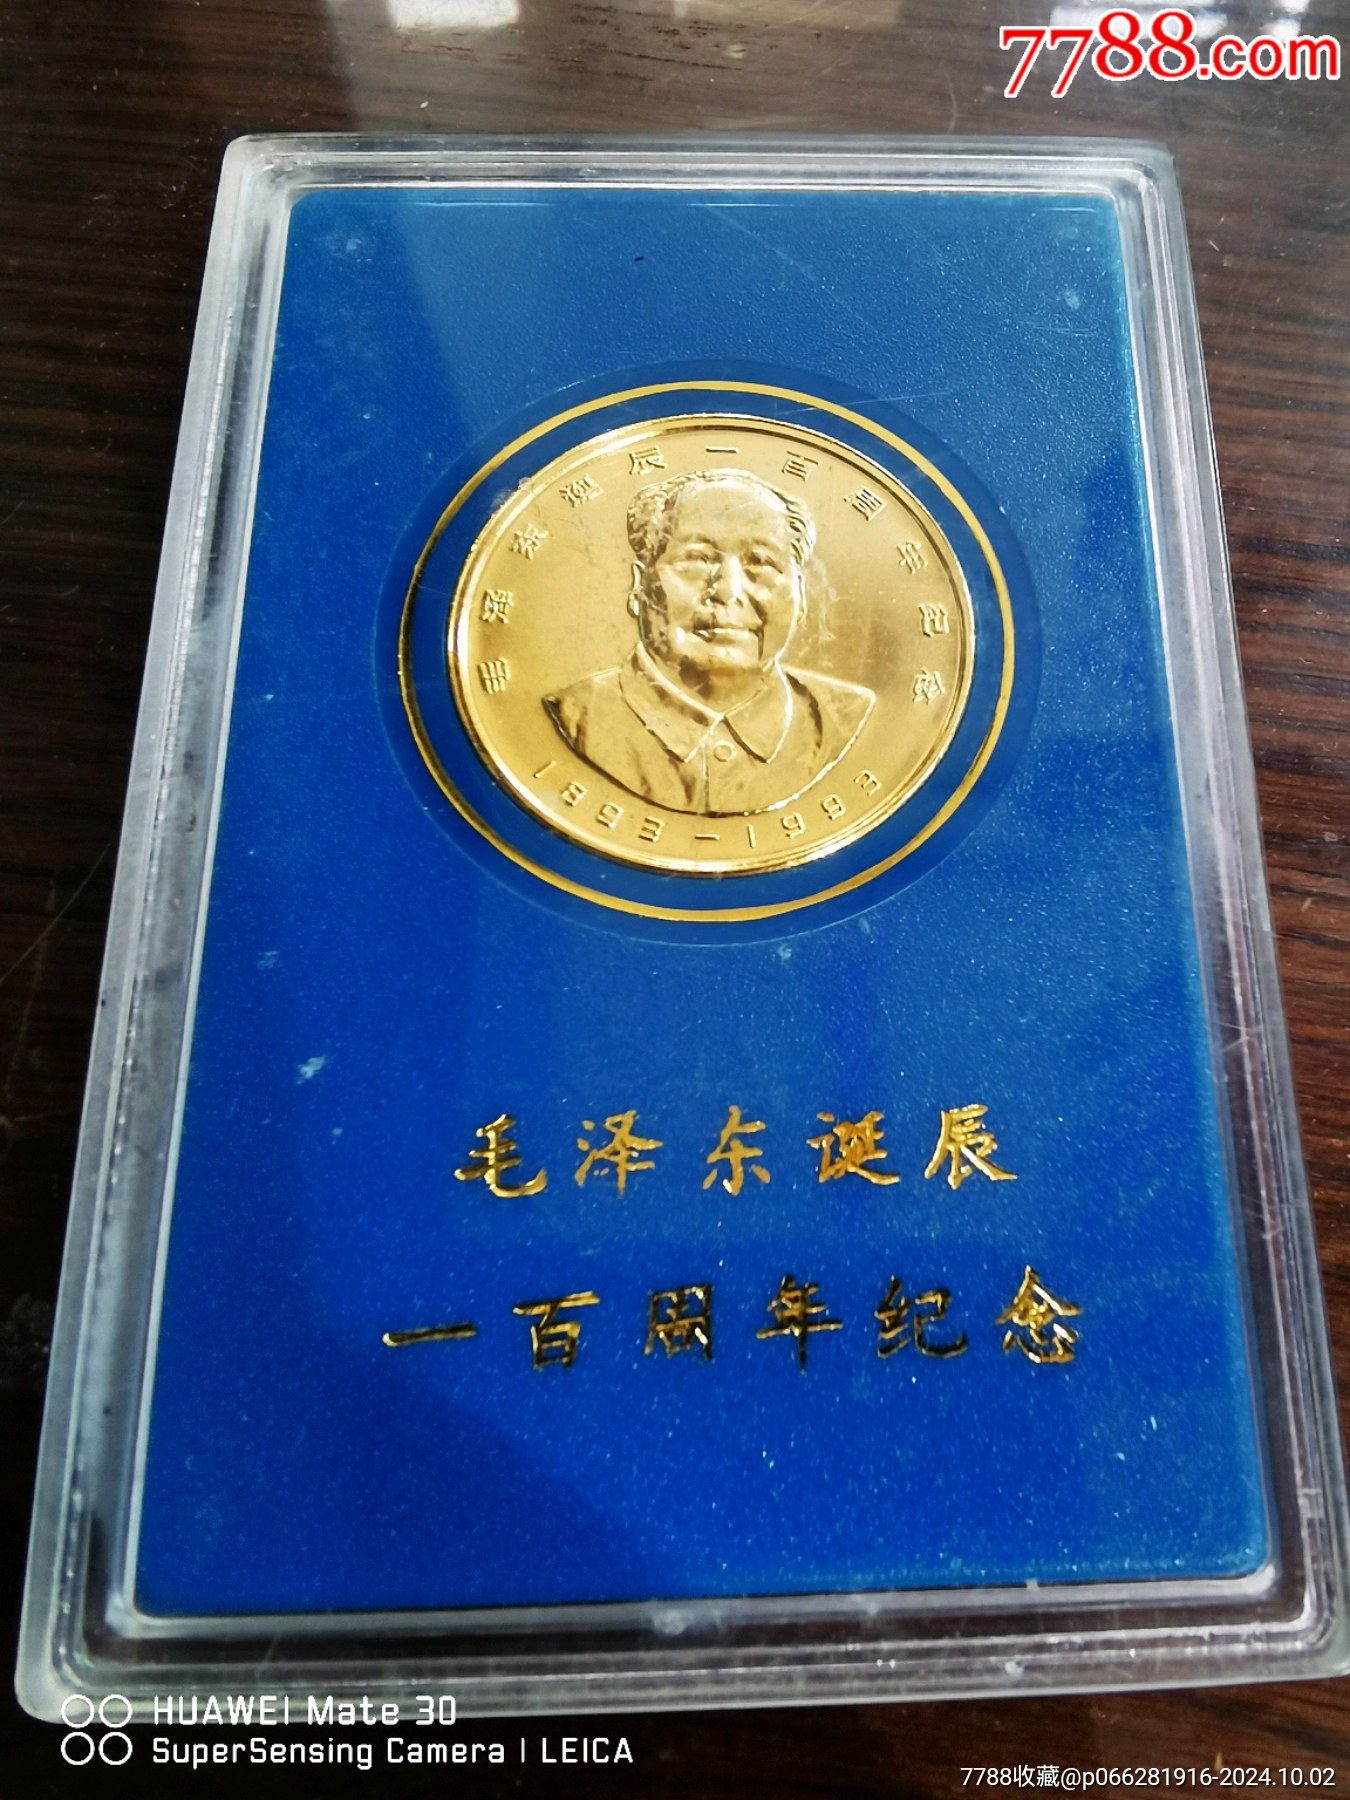 7788.com
毛泽东诞辰一百周年纪念
1893-1993
毛泽东诞辰
一百周年纪念
HUAWEI Mate 30
SuperSensing Camera | LEICA
7788收藏@p066281916-2024.10.02